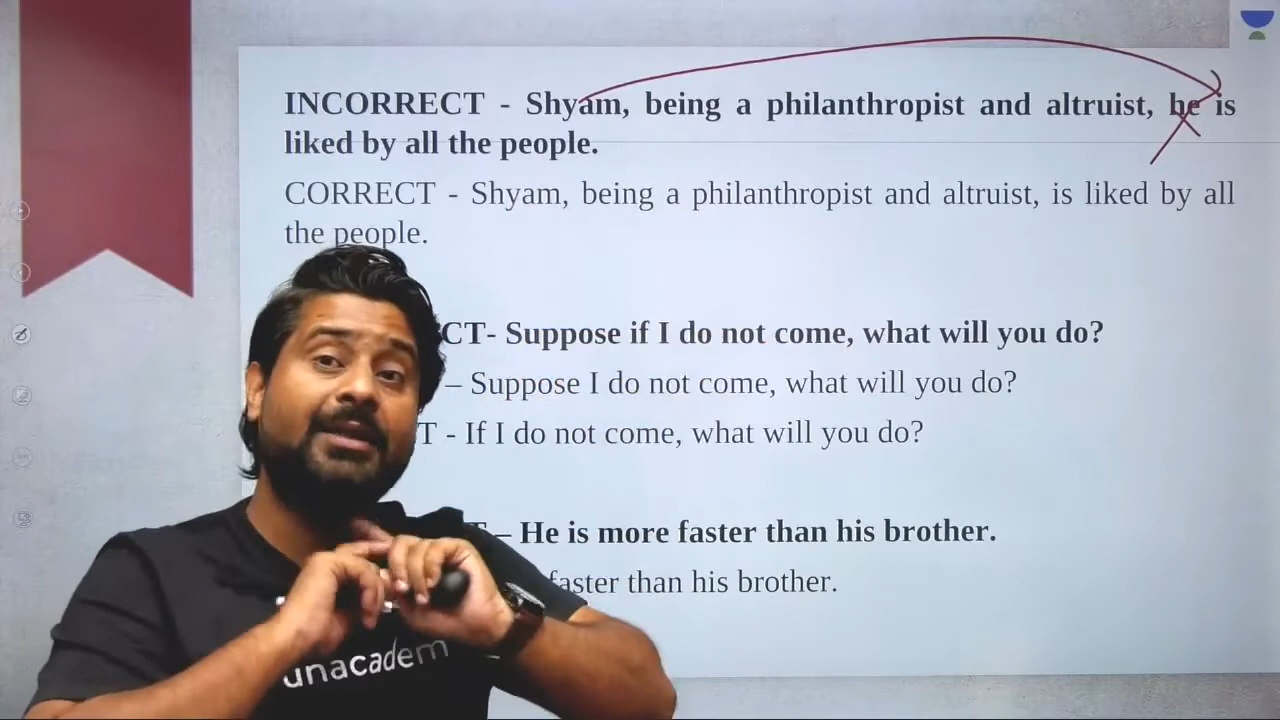 INCORRECT - Shyam, being a philanthropist and altruist, he is
liked by all the people.
CORRECT - Shyam, being a philanthropist and altruist, is liked by all
the people.
CT- Suppose if I do not come, what will you do?
– Suppose I do not come, what will you do?
T - If I do not come, what will you do?
T – He is more faster than his brother.
faster than his brother.
unacadem